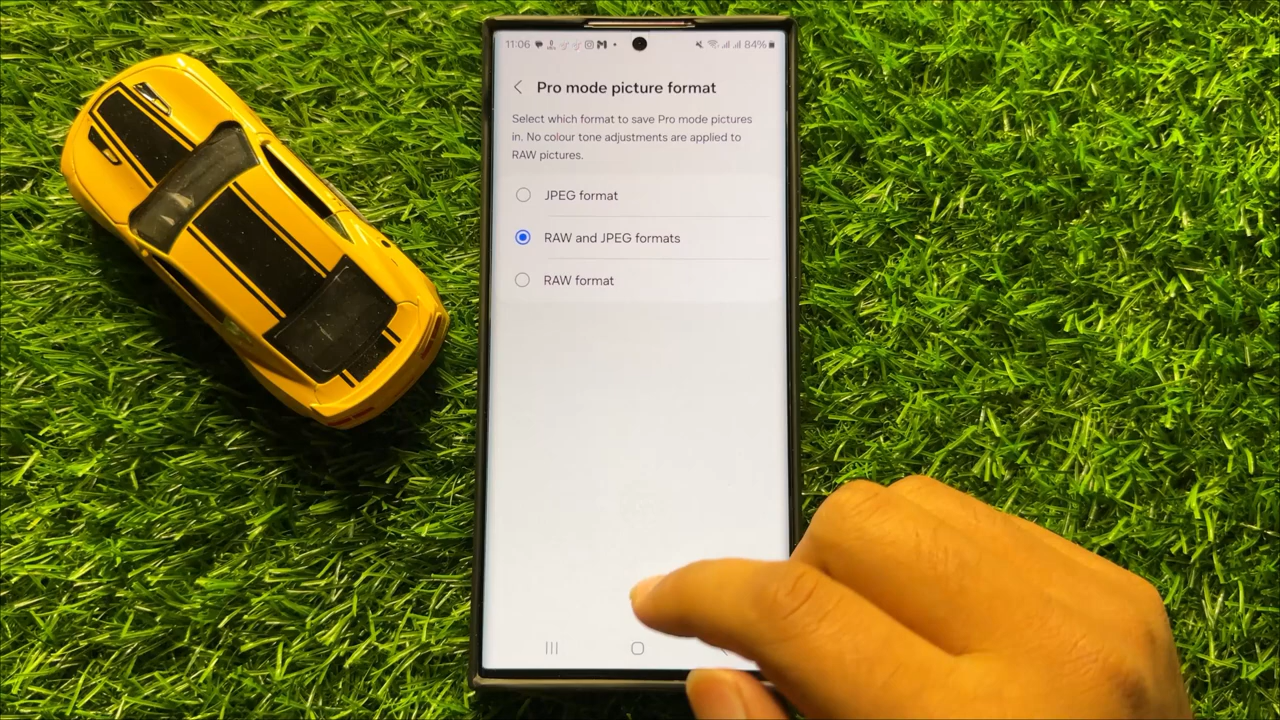 11:06 84%
Pro mode picture format
Select which format to save Pro mode pictures
in. No colour tone adjustments are applied to
RAW pictures.
JPEG format
RAW and JPEG formats
RAW format